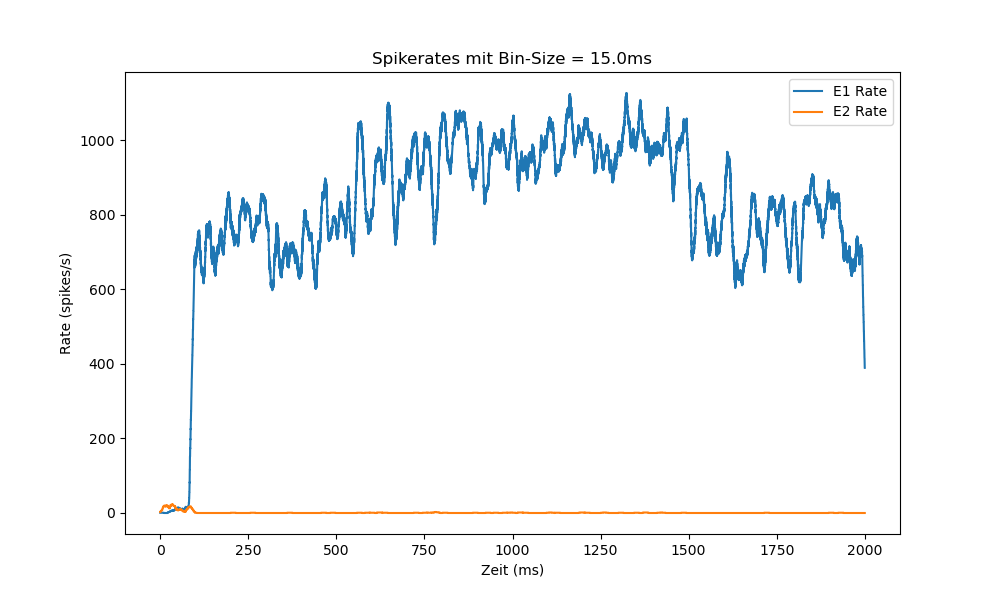 Spikerates mit Bin-Size = 15.0ms
E1 Rate
E2 Rate
1000
800
600
400
200
0
Rate (spikes/s)
0 250 500 750 1000 1250 1500 1750 2000
Zeit (ms)